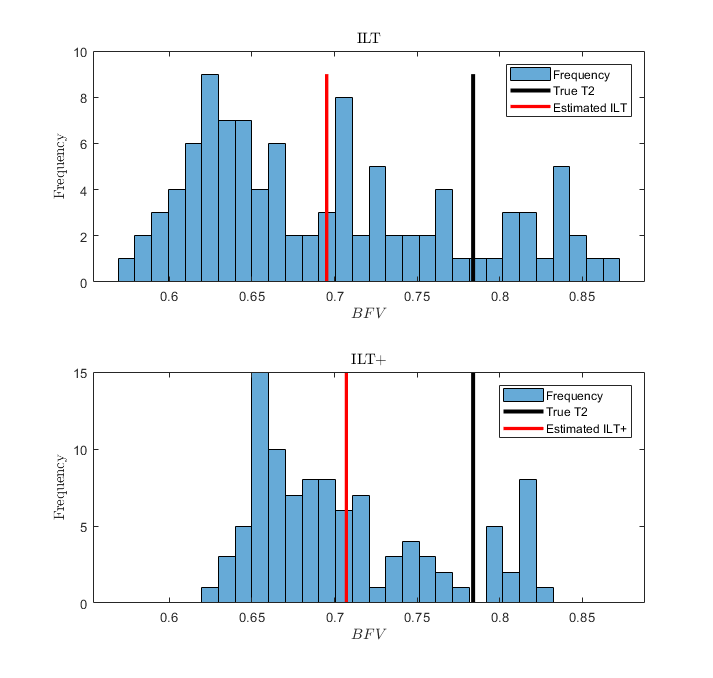 ILT
10
8
6
4
2
0
Frequency
Frequency
True T2
Estimated ILT
0.6 0.65 0.7 0.75 0.8 0.85
BFV
ILT+
15
10
5
0
Frequency
Frequency
True T2
Estimated ILT+
0.6 0.65 0.7 0.75 0.8 0.85
BFV